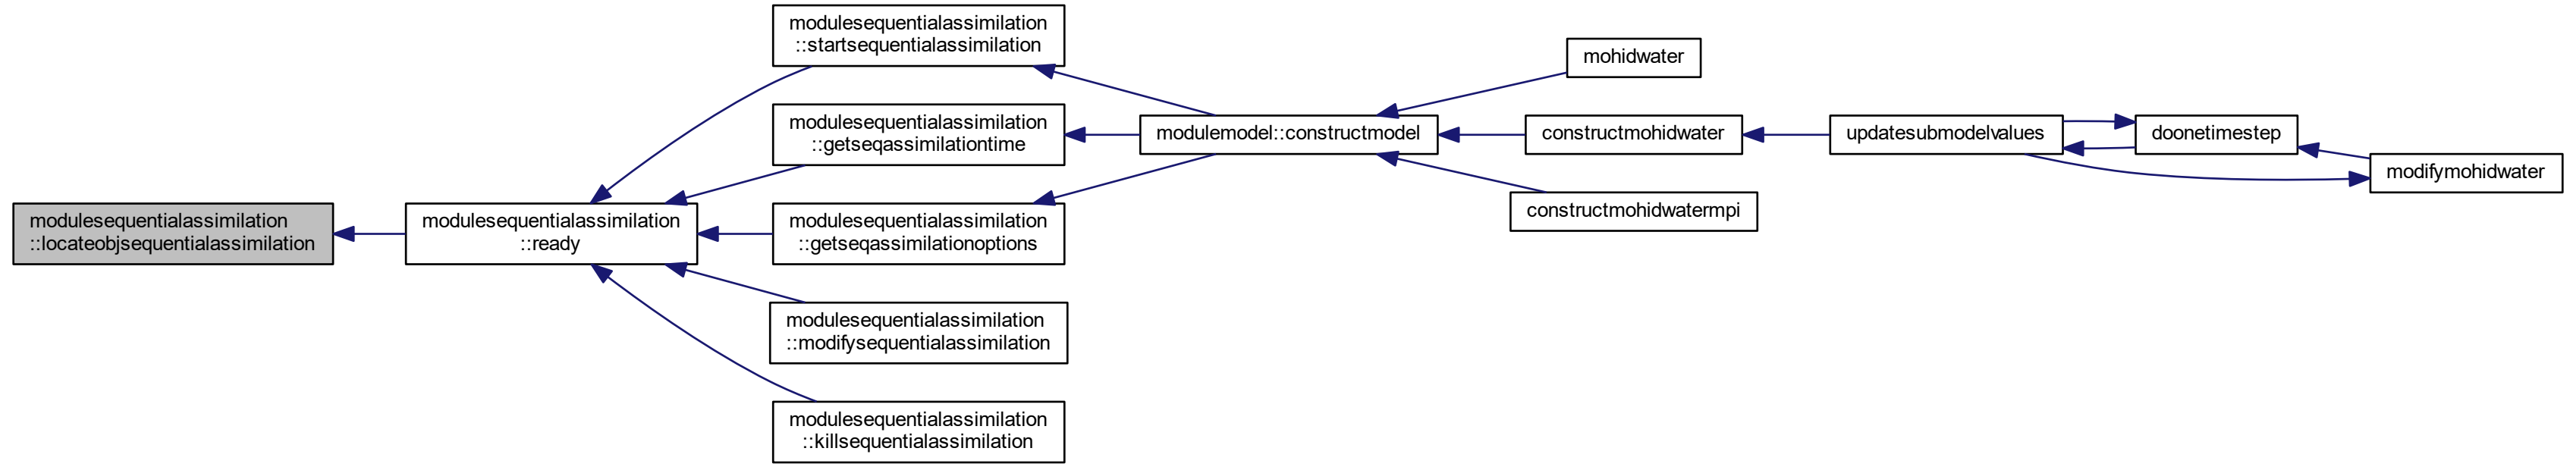 modulesequentialassimilation
::locateobjsequentialassimilation
modulesequentialassimilation
::ready
modulesequentialassimilation
::startsequentialassimilation
modulesequentialassimilation
::getseqassimilationtime
modulesequentialassimilation
::getseqassimilationoptions
modulesequentialassimilation
::modifysequentialassimilation
modulesequentialassimilation
::killsequentialassimilation
modulemodel::constructmodel
mohidwater
constructmohidwater
constructmohidwatermpi
updatesubmodelvalues
doonetimestep
modifymohidwater